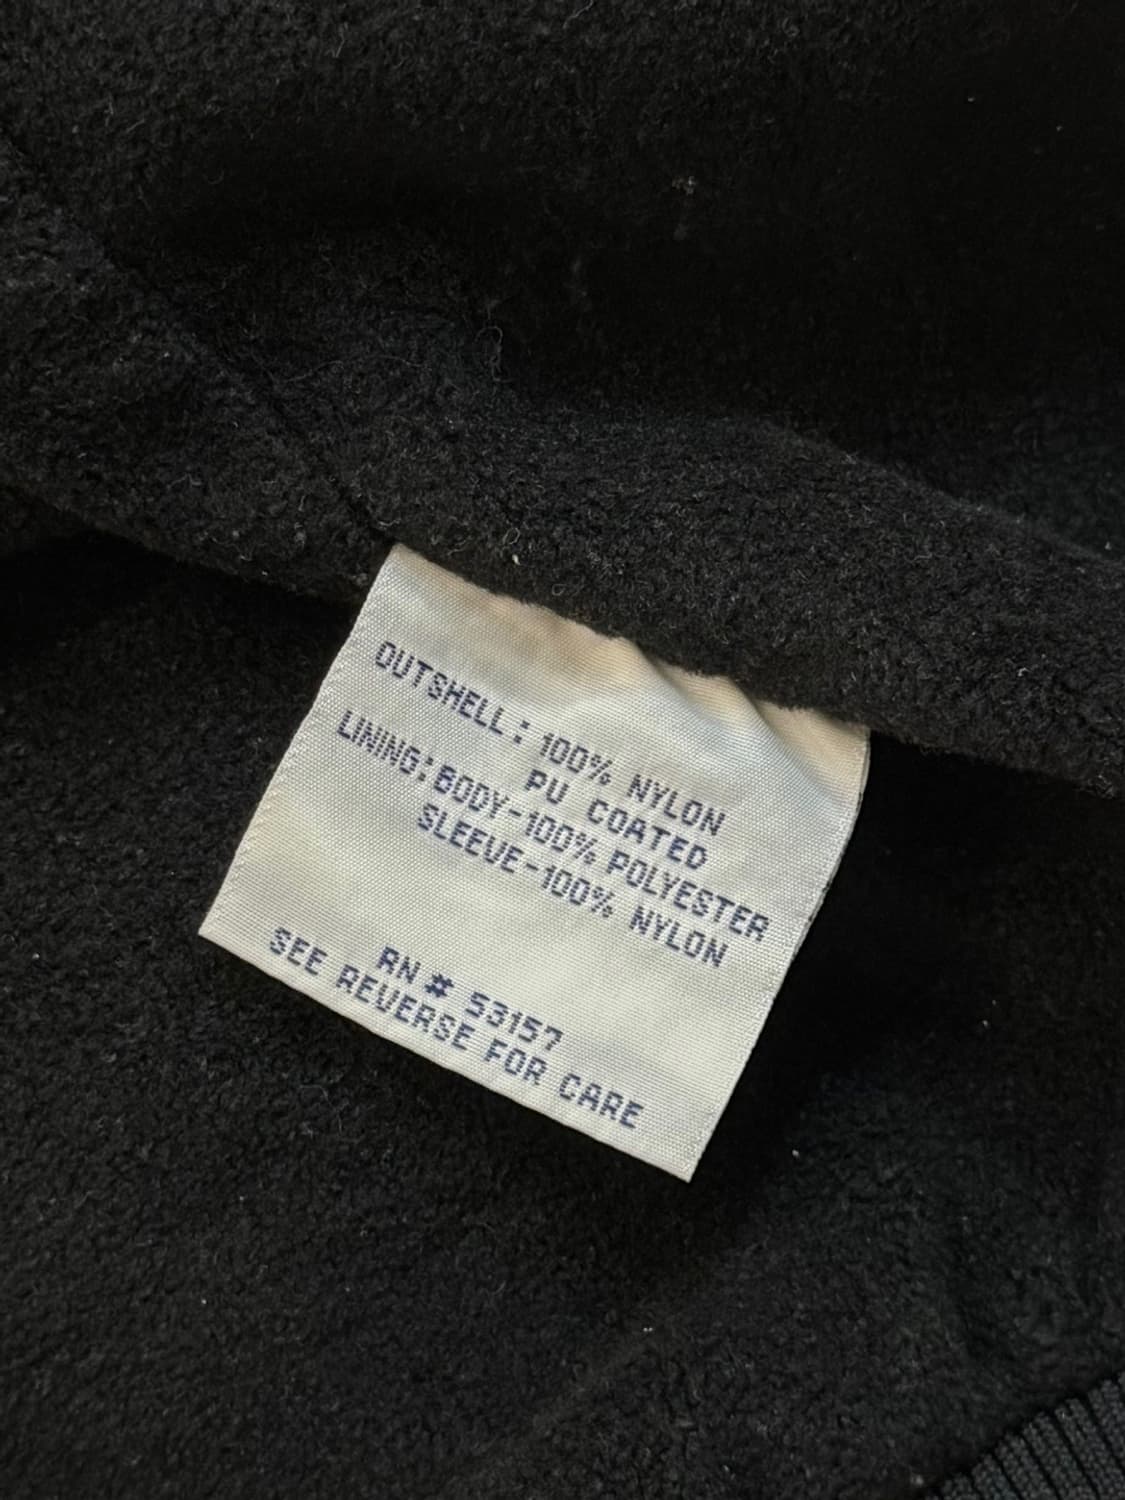 OUTSHELL: 100% NYLON
PU COATED
LINING: BODY-100% POLYESTER
SLEEVE-100% NYLON
RN # 53157
SEE REVERSE FOR CARE